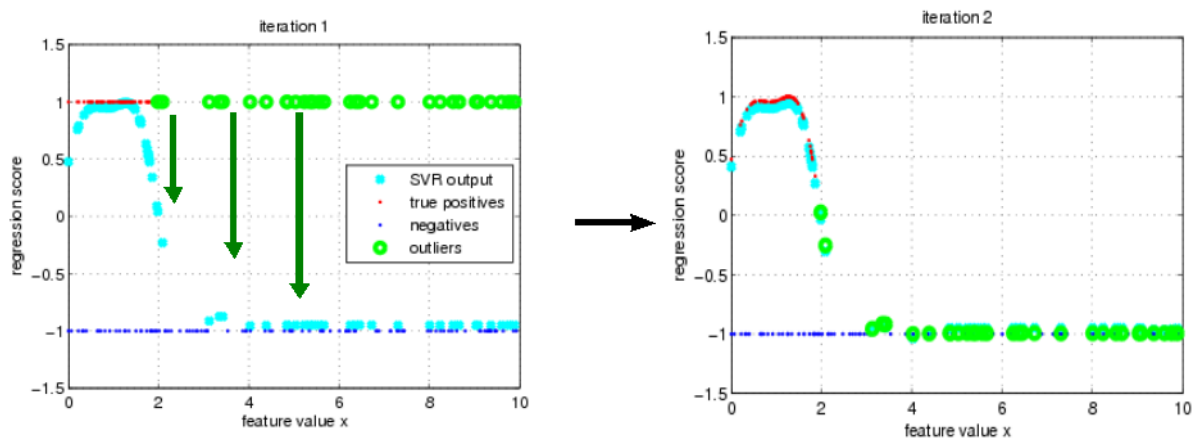 iteration 1
1.5
1
0.5
0
−0.5
−1
−1.5
regression score
0 2 4 6 8 10
feature value x
SVR output
true positives
negatives
outliers
iteration 2
1.5
1
0.5
0
−0.5
−1
−1.5
regression score
0 2 4 6 8 10
feature value x